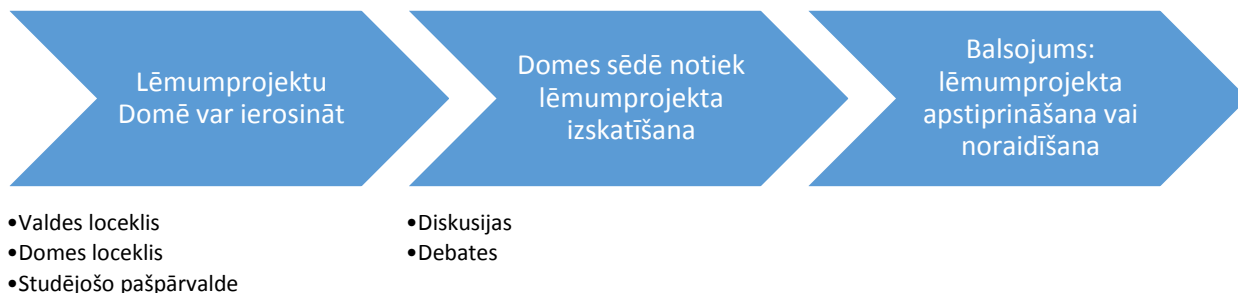 Lēmumprojektu
Domē var ierosināt
•Valdes loceklis
•Domes loceklis
•Studējošo pašpārvalde
Domes sēdē notiek
lēmumprojekta
izskatīšana
•Diskusijas
•Debates
Balsojums:
lēmumprojekta
apstiprināšana vai
noraidīšana